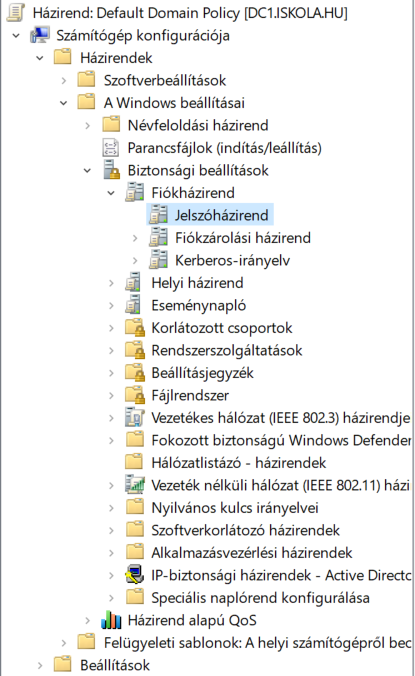 Házirend: Default Domain Policy [DC1.ISKOLA.HU]
Számítógép konfigurációja
Házirendek
Szoftverbeállítások
A Windows beállításai
Névfeloldási házirend
Parancsfájlok (indítás/leállítás)
Biztonsági beállítások
Fiókházirend
Jelszóházirend
Fiókzárolási házirend
Kerberos-irányelv
Helyi házirend
Eseménynapló
Korlátozott csoportok
Rendszerszolgáltatások
Beállításjegyzék
Fájlrendszer
Vezetékes hálózat (IEEE 802.3) házirendje
Fokozott biztonságú Windows Defender
Hálózatlistázó - házirendek
Vezeték nélküli hálózat (IEEE 802.11) házi
Nyilvános kulcs irányelvei
Szoftverkorlátozó házirendek
Alkalmazásvezérlési házirendek
IP-biztonsági házirendek - Active Directo
Speciális naplórend konfigurálása
Házirend alapú QoS
Felügyeleti sablonok: A helyi számítógépről bec
Beállítások